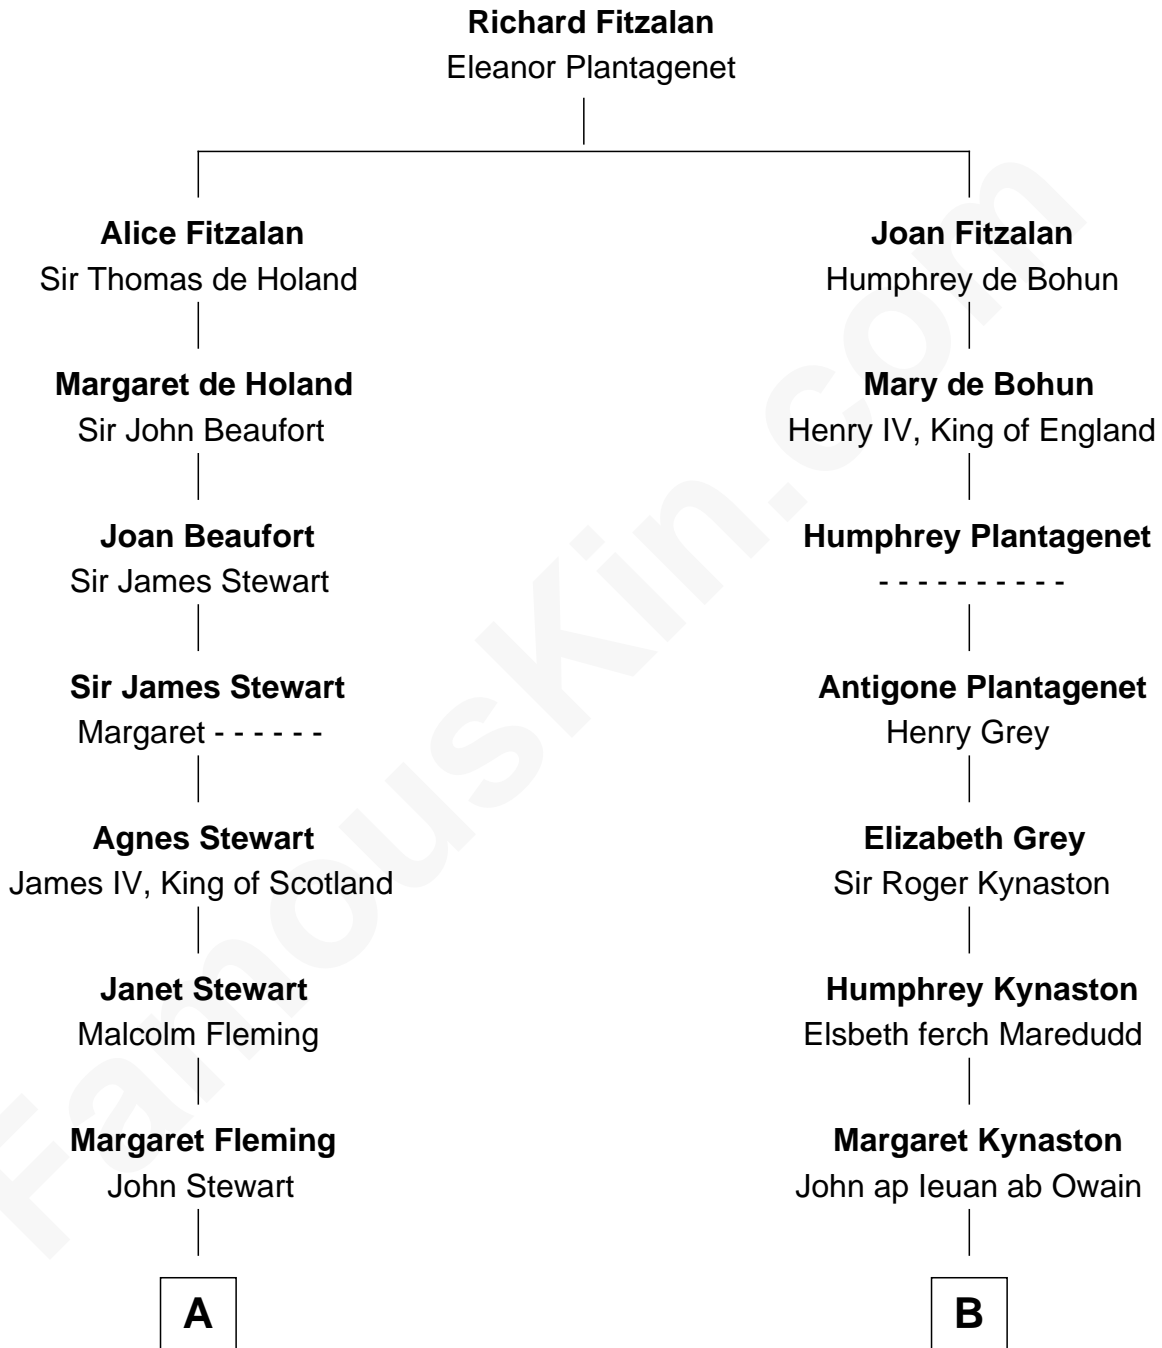 Richard Fitzalan
Eleanor Plantagenet
Alice Fitzalan
Sir Thomas de Holand
Joan Fitzalan
Humphrey de Bohun
Margaret de Holand
Sir John Beaufort
Mary de Bohun
Henry IV, King of England
Joan Beaufort
Sir James Stewart
Humphrey Plantagenet
- - - - - - - - - -
Sir James Stewart
Margaret - - - - - -
Antigone Plantagenet
Henry Grey
Agnes Stewart
James IV, King of Scotland
Elizabeth Grey
Sir Roger Kynaston
Janet Stewart
Malcolm Fleming
Humphrey Kynaston
Elsbeth ferch Maredudd
Margaret Fleming
John Stewart
Margaret Kynaston
John ap Ieuan ab Owain
A
B
FamousKin.com